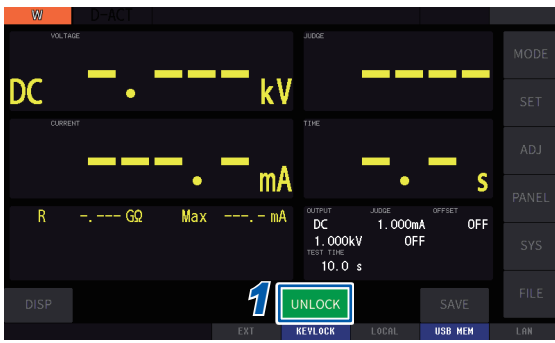 W D-ACT
VOLTAGE
DC -.--- kV
JUDGE
----
MODE
SET
CURRENT
---.- mA
TIME
-.- s
ADJ
PANEL
R -.--- GΩ Max ---.- mA
OUTPUT JUDGE OFFSET
DC 1.000mA OFF
1.000kV OFF
TEST TIME
10.0 s
SYS
DISP
1 UNLOCK
SAVE
FILE
EXT KEYLOCK LOCAL USB MEM LAN